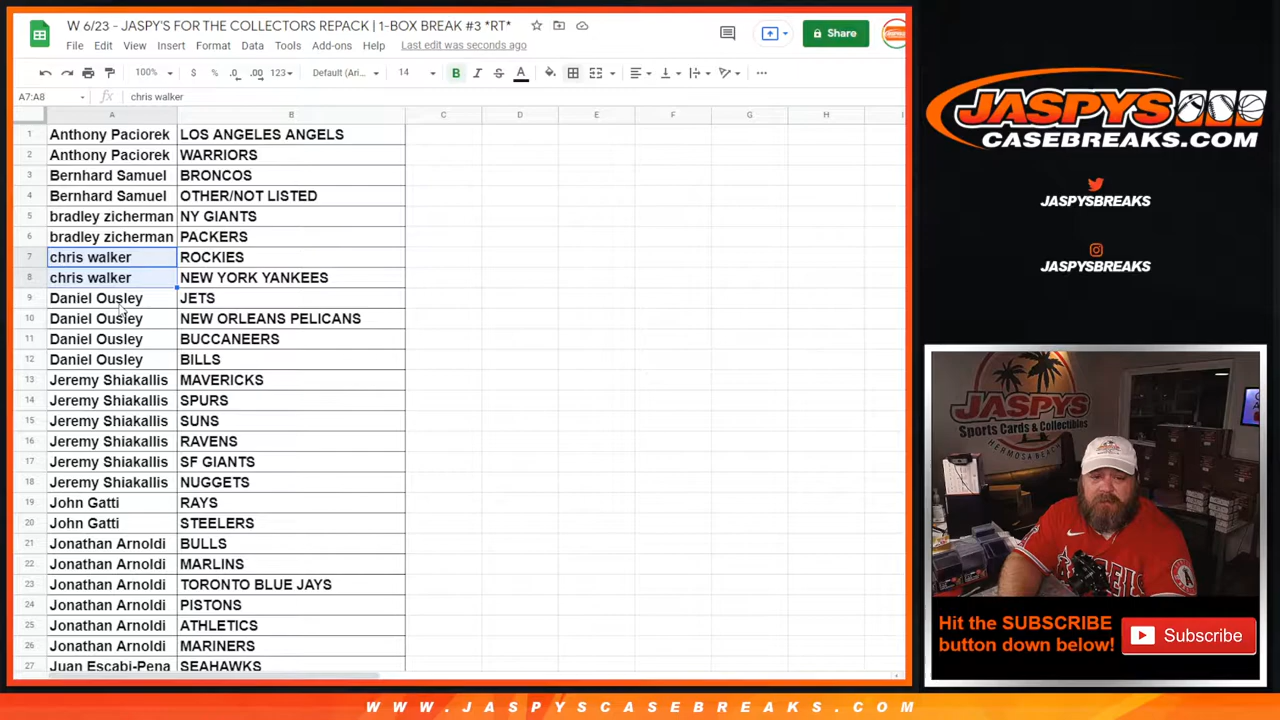 W 6/23 - JASPY'S FOR THE COLLECTORS REPACK | 1-BOX BREAK #3 *RT*
File Edit View Insert Format Data Tools Add-ons Help Last edit was seconds ago
Share
100% $ % .0 .00 123 Default (Ari... 14 B I S A
A7:A8 fx chris walker
A B C D E F G H I
1 Anthony Paciorek LOS ANGELES ANGELS
2 Anthony Paciorek WARRIORS
3 Bernhard Samuel BRONCOS
4 Bernhard Samuel OTHER/NOT LISTED
5 bradley zicherman NY GIANTS
6 bradley zicherman PACKERS
7 chris walker ROCKIES
8 chris walker NEW YORK YANKEES
9 Daniel Ousley JETS
10 Daniel Ousley NEW ORLEANS PELICANS
11 Daniel Ousley BUCCANEERS
12 Daniel Ousley BILLS
13 Jeremy Shiakallis MAVERICKS
14 Jeremy Shiakallis SPURS
15 Jeremy Shiakallis SUNS
16 Jeremy Shiakallis RAVENS
17 Jeremy Shiakallis SF GIANTS
18 Jeremy Shiakallis NUGGETS
19 John Gatti RAYS
20 John Gatti STEELERS
21 Jonathan Arnoldi BULLS
22 Jonathan Arnoldi MARLINS
23 Jonathan Arnoldi TORONTO BLUE JAYS
24 Jonathan Arnoldi PISTONS
25 Jonathan Arnoldi ATHLETICS
26 Jonathan Arnoldi MARINERS
27 Juan Escabi-Pena SEAHAWKS
JASPYS
CASEBREAKS.COM
JASPYSBREAKS
JASPYSBREAKS
JASPYS
Sports Cards & Collectibles
HERMOSA BEACH
ANGELS
Hit the SUBSCRIBE
button down below!
Subscribe
WWW.JASPYSCASEBREAKS.COM